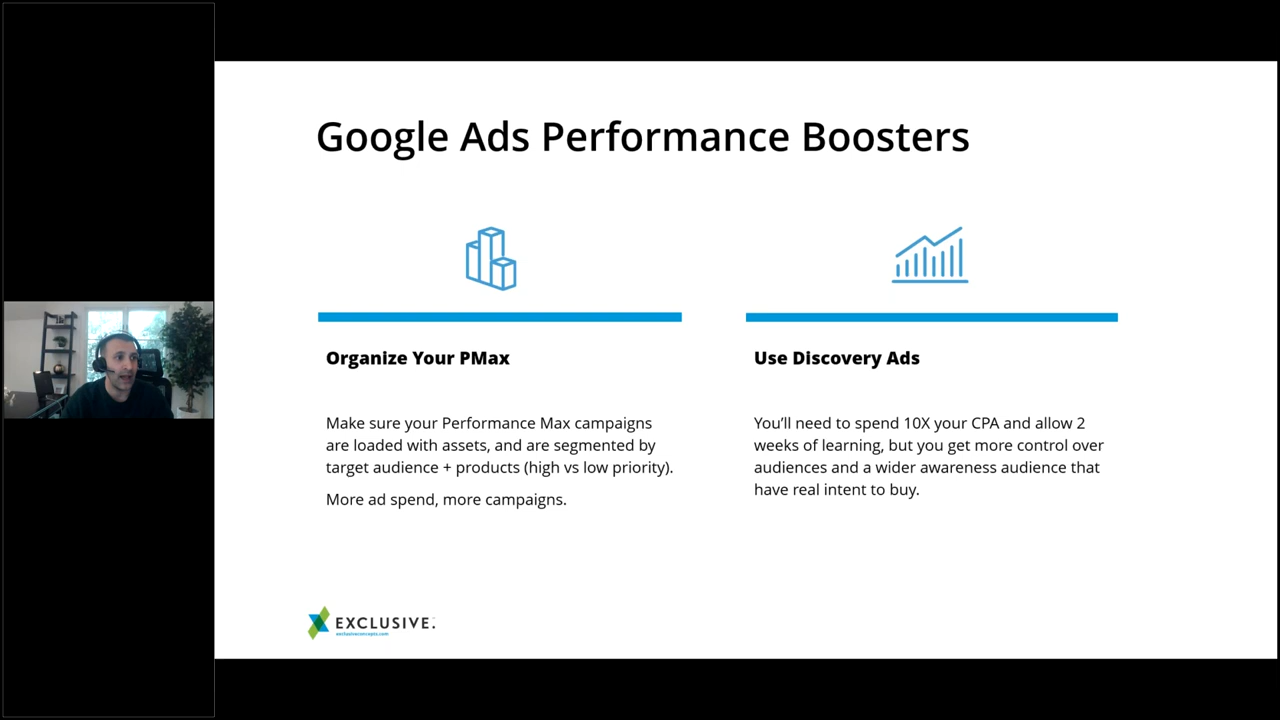 Google Ads Performance Boosters
Organize Your PMax
Make sure your Performance Max campaigns
are loaded with assets, and are segmented by
target audience + products (high vs low priority).
More ad spend, more campaigns.
Use Discovery Ads
You’ll need to spend 10X your CPA and allow 2
weeks of learning, but you get more control over
audiences and a wider awareness audience that
have real intent to buy.
EXCLUSIVE.
exclusiveconcepts.com